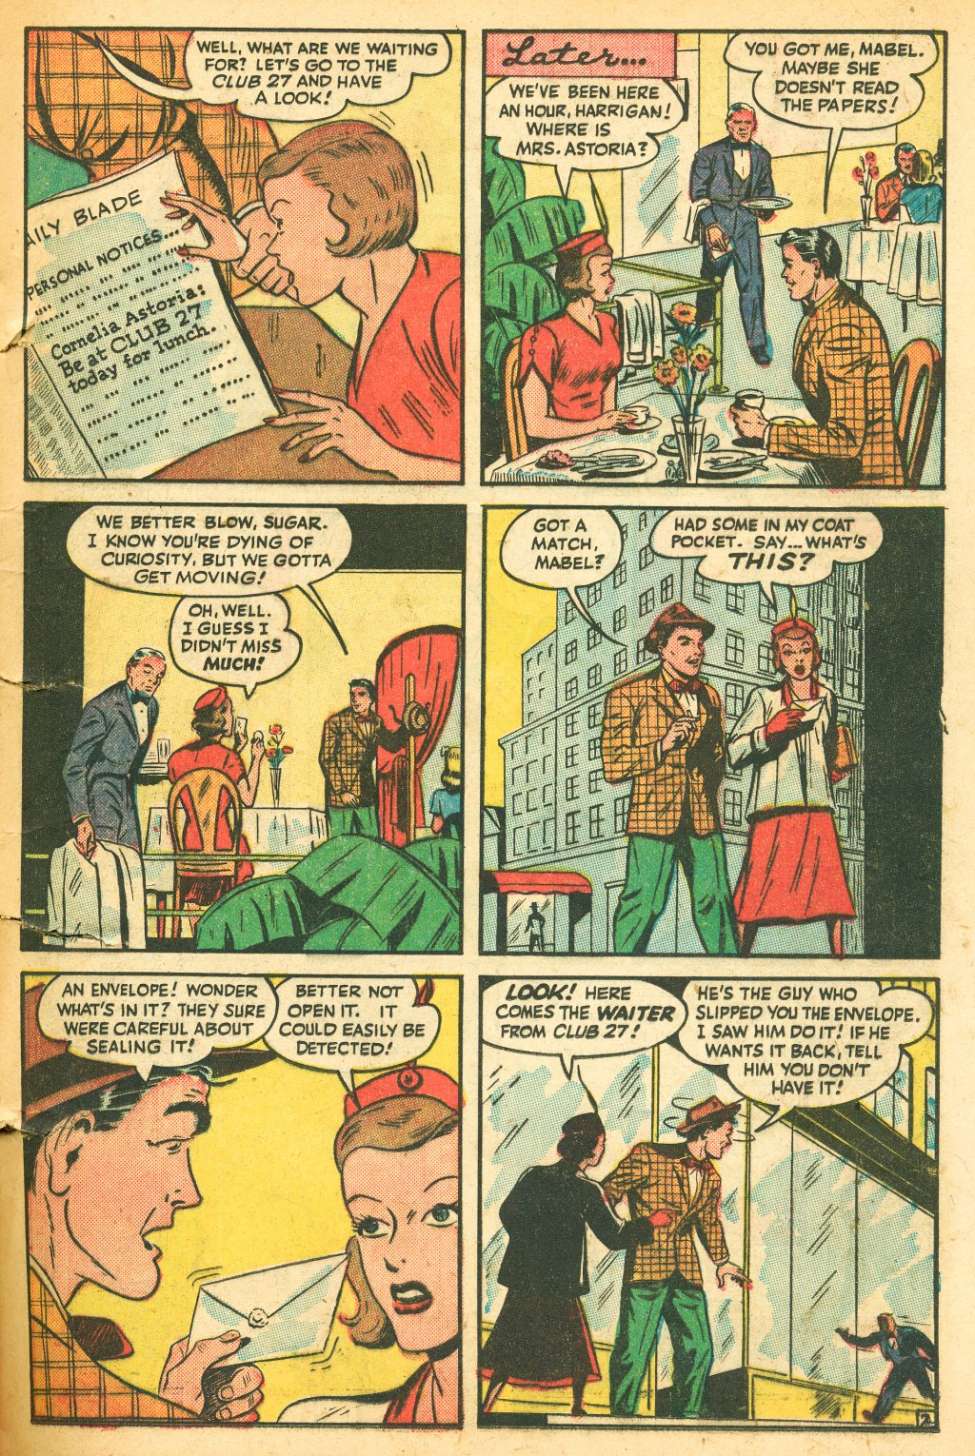 WELL, WHAT ARE WE WAITING
FOR? LET'S GO TO THE
CLUB 27 AND HAVE
A LOOK!
AILY BLADE
PERSONAL NOTICES...
Cornelia Astoria:
Be at CLUB 27
today for lunch.
Later...
WE'VE BEEN HERE
AN HOUR, HARRIGAN!
WHERE IS
MRS. ASTORIA?
YOU GOT ME, MABEL.
MAYBE SHE
DOESN'T READ
THE PAPERS!
WE BETTER BLOW, SUGAR.
I KNOW YOU'RE DYING OF
CURIOSITY, BUT WE GOTTA
GET MOVING!
OH, WELL.
I GUESS I
DIDN'T MISS
MUCH!
GOT A
MATCH,
MABEL?
HAD SOME IN MY COAT
POCKET. SAY... WHAT'S
THIS?
AN ENVELOPE! WONDER
WHAT'S IN IT? THEY SURE
WERE CAREFUL ABOUT
SEALING IT!
BETTER NOT
OPEN IT. IT
COULD EASILY BE
DETECTED!
LOOK! HERE
COMES THE WAITER
FROM CLUB 27!
HE'S THE GUY WHO
SLIPPED YOU THE ENVELOPE.
I SAW HIM DO IT! IF HE
WANTS IT BACK, TELL
HIM YOU DON'T
HAVE IT!
2